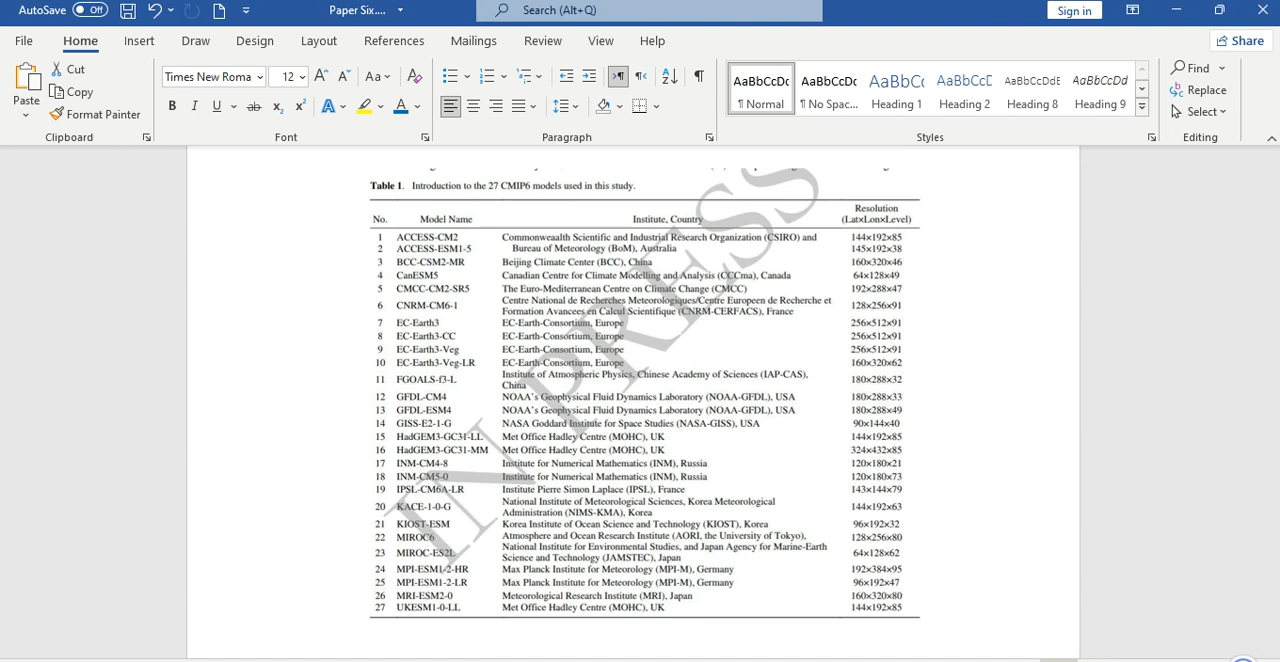 AutoSave Off Paper Six.... Search (Alt+Q) Sign in
File Home Insert Draw Design Layout References Mailings Review View Help Share
Paste Cut Copy Format Painter
Times New Roma 12 Aa
B I U ab x₂ x² A A
AaBbCcDc AaBbCcDc AaBbCc AaBbCcD AaBbCcDdE AaBbCcDd
¶ Normal ¶ No Spac... Heading 1 Heading 2 Heading 8 Heading 9
Find Replace Select
Clipboard Font Paragraph Styles Editing
Table 1. Introduction to the 27 CMIP6 models used in this study.
No. Model Name Institute, Country Resolution (Lat×Lon×Level)
1 ACCESS-CM2 Commonweaalth Scientific and Industrial Research Organization (CSIRO) and 144×192×85
2 ACCESS-ESM1-5 Bureau of Meteorology (BoM), Australia 145×192×38
3 BCC-CSM2-MR Beijing Climate Center (BCC), China 160×320×46
4 CanESM5 Canadian Centre for Climate Modelling and Analysis (CCCma), Canada 64×128×49
5 CMCC-CM2-SR5 The Euro-Mediterranean Centre on Climate Change (CMCC) 192×288×47
6 CNRM-CM6-1 Centre National de Recherches Meteorologiques/Centre Europeen de Recherche et
Formation Avancees en Calcul Scientifique (CNRM-CERFACS), France 128×256×91
7 EC-Earth3 EC-Earth-Consortium, Europe 256×512×91
8 EC-Earth3-CC EC-Earth-Consortium, Europe 256×512×91
9 EC-Earth3-Veg EC-Earth-Consortium, Europe 256×512×91
10 EC-Earth3-Veg-LR EC-Earth-Consortium, Europe 160×320×62
11 FGOALS-f3-L Institute of Atmospheric Physics, Chinese Academy of Sciences (IAP-CAS),
China 180×288×32
12 GFDL-CM4 NOAA's Geophysical Fluid Dynamics Laboratory (NOAA-GFDL), USA 180×288×33
13 GFDL-ESM4 NOAA's Geophysical Fluid Dynamics Laboratory (NOAA-GFDL), USA 180×288×49
14 GISS-E2-1-G NASA Goddard Institute for Space Studies (NASA-GISS), USA 90×144×40
15 HadGEM3-GC31-LL Met Office Hadley Centre (MOHC), UK 144×192×85
16 HadGEM3-GC31-MM Met Office Hadley Centre (MOHC), UK 324×432×85
17 INM-CM4-8 Institute for Numerical Mathematics (INM), Russia 120×180×21
18 INM-CM5-0 Institute for Numerical Mathematics (INM), Russia 120×180×73
19 IPSL-CM6A-LR Institute Pierre Simon Laplace (IPSL), France 143×144×79
20 KACE-1-0-G National Institute of Meteorological Sciences, Korea Meteorological
Administration (NIMS-KMA), Korea 144×192×63
21 KIOST-ESM Korea Institute of Ocean Science and Technology (KIOST), Korea 96×192×32
22 MIROC6 Atmosphere and Ocean Research Institute (AORI, the University of Tokyo), 128×256×80
23 MIROC-ES2L National Institute for Environmental Studies, and Japan Agency for Marine-Earth
Science and Technology (JAMSTEC), Japan 64×128×62
24 MPI-ESM1-2-HR Max Planck Institute for Meteorology (MPI-M), Germany 192×384×95
25 MPI-ESM1-2-LR Max Planck Institute for Meteorology (MPI-M), Germany 96×192×47
26 MRI-ESM2-0 Meteorological Research Institute (MRI), Japan 160×320×80
27 UKESM1-0-LL Met Office Hadley Centre (MOHC), UK 144×192×85
IN PRESS